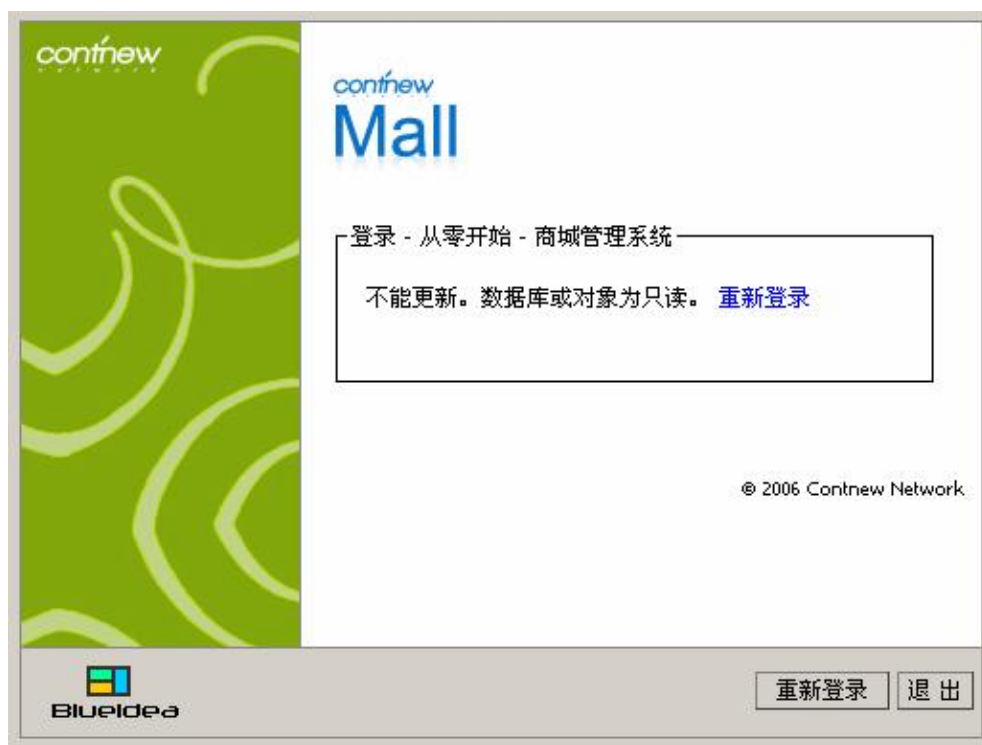 contnew
network
contnew
Mall
登录 - 从零开始 - 商城管理系统
不能更新。数据库或对象为只读。 重新登录
© 2006 Contnew Network
BlueIdea
重新登录 退 出